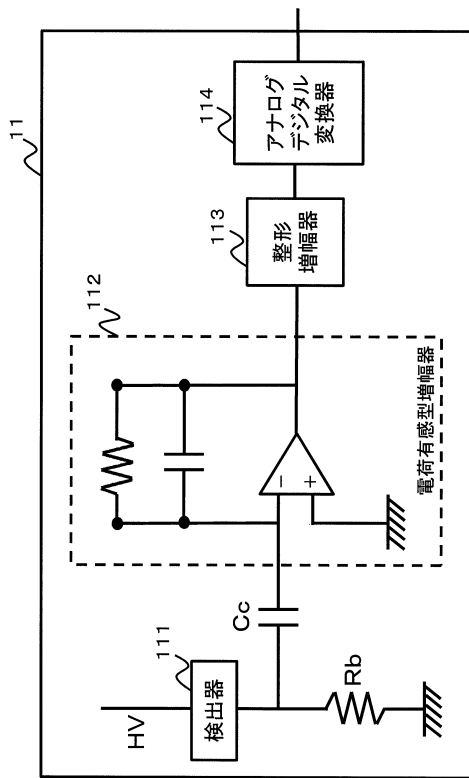 11
HV
111
検出器
Cc
Rb
112
−
+
電荷有感型増幅器
113
整形
増幅器
114
アナログ
デジタル
変換器